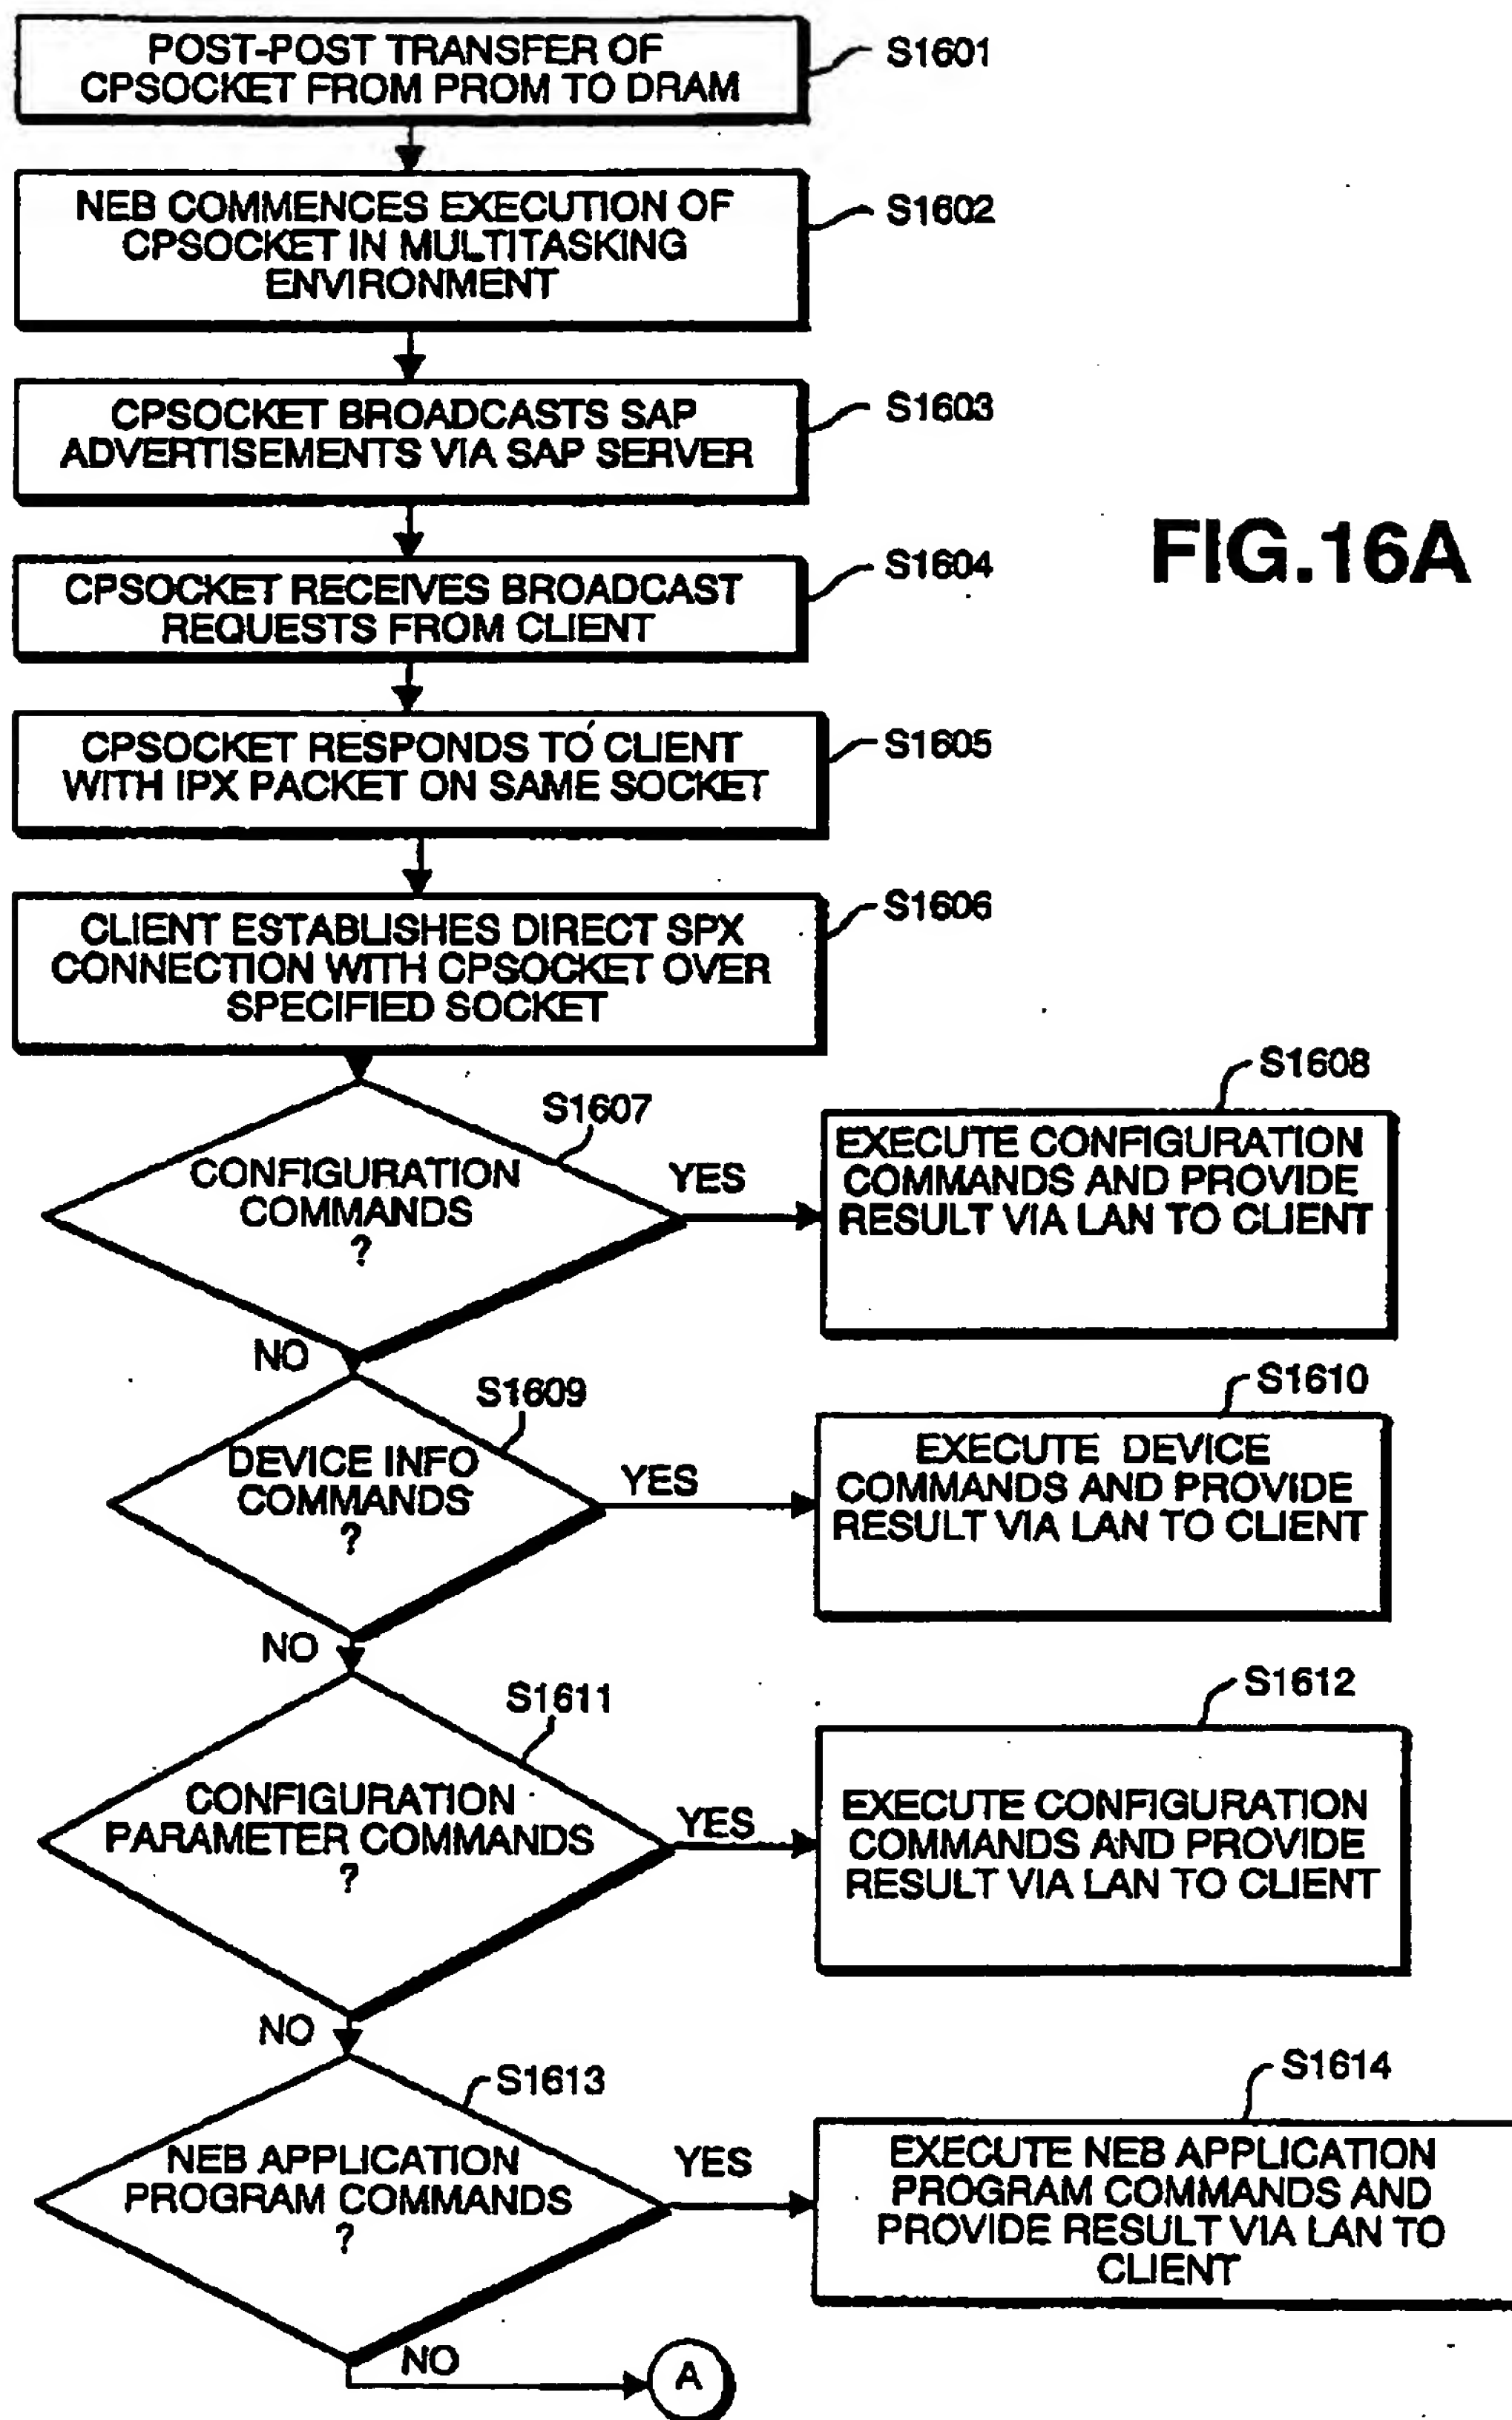 POST-POST TRANSFER OF
CPSOCKET FROM PROM TO DRAM
S1601
NEB COMMENCES EXECUTION OF
CPSOCKET IN MULTITASKING
ENVIRONMENT
S1602
CPSOCKET BROADCASTS SAP
ADVERTISEMENTS VIA SAP SERVER
S1603
FIG.16A
CPSOCKET RECEIVES BROADCAST
REQUESTS FROM CLIENT
S1604
CPSOCKET RESPONDS TO CLIENT
WITH IPX PACKET ON SAME SOCKET
S1605
CLIENT ESTABLISHES DIRECT SPX
CONNECTION WITH CPSOCKET OVER
SPECIFIED SOCKET
S1606
S1607
CONFIGURATION
COMMANDS
?
YES
NO
S1608
EXECUTE CONFIGURATION
COMMANDS AND PROVIDE
RESULT VIA LAN TO CLIENT
S1609
DEVICE INFO
COMMANDS
?
YES
NO
S1610
EXECUTE DEVICE
COMMANDS AND PROVIDE
RESULT VIA LAN TO CLIENT
S1611
CONFIGURATION
PARAMETER COMMANDS
?
YES
NO
S1612
EXECUTE CONFIGURATION
COMMANDS AND PROVIDE
RESULT VIA LAN TO CLIENT
S1613
NEB APPLICATION
PROGRAM COMMANDS
?
YES
NO
S1614
EXECUTE NEB APPLICATION
PROGRAM COMMANDS AND
PROVIDE RESULT VIA LAN TO
CLIENT
A